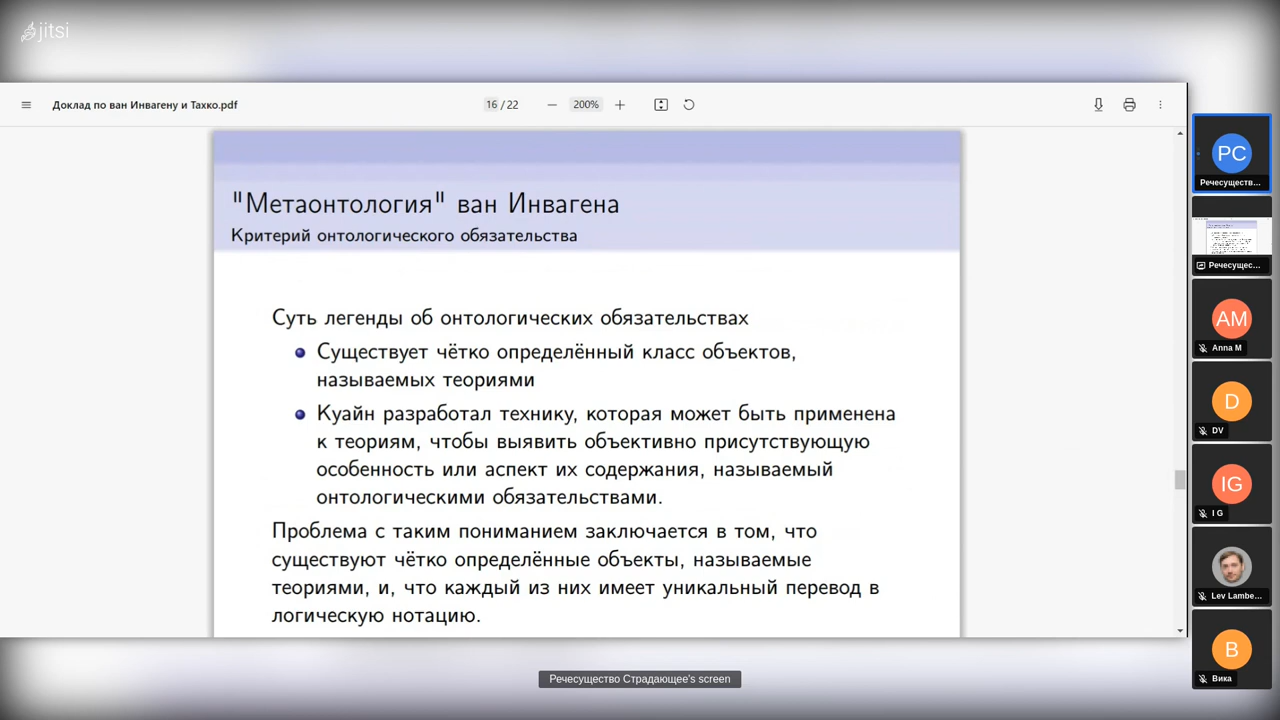 jitsi
Доклад по ван Инвагену и Тахко.pdf
16 / 22
200%
"Метаонтология" ван Инвагена
Критерий онтологического обязательства
Суть легенды об онтологических обязательствах
Существует чётко определённый класс объектов,
называемых теориями
Куайн разработал технику, которая может быть применена
к теориям, чтобы выявить объективно присутствующую
особенность или аспект их содержания, называемый
онтологическими обязательствами.
Проблема с таким пониманием заключается в том, что
существуют чётко определённые объекты, называемые
теориями, и, что каждый из них имеет уникальный перевод в
логическую нотацию.
PC
Речесуществ...
Речесущес...
AM
Anna M
D
DV
IG
I G
Lev Lambe...
В
Вика
Речесущество Страдающее's screen